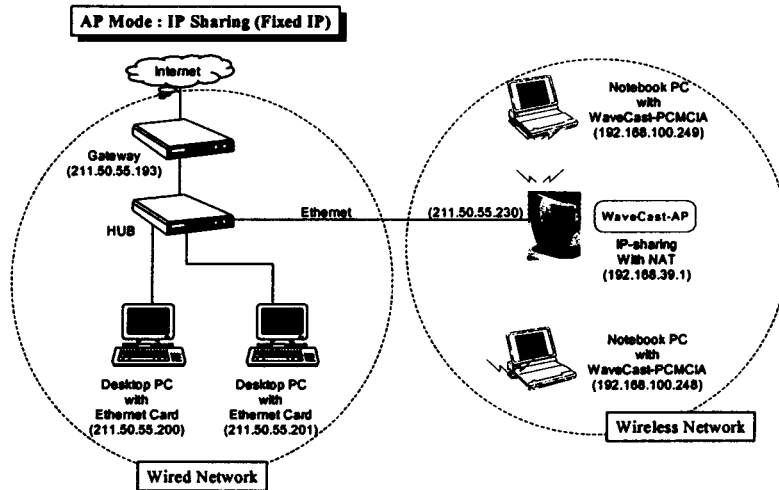 AP Mode : IP Sharing (Fixed IP)
Internet
Gateway
(211.50.55.193)
HUB
Ethernet
Desktop PC
with
Ethernet Card
(211.50.55.200)
Desktop PC
with
Ethernet Card
(211.50.55.201)
Wired Network
Notebook PC
with
WaveCast-PCMCIA
(192.168.100.249)
(211.50.55.230)
WaveCast-AP
IP-sharing
With NAT
(192.168.39.1)
Notebook PC
with
WaveCast-PCMCIA
(192.168.100.248)
Wireless Network